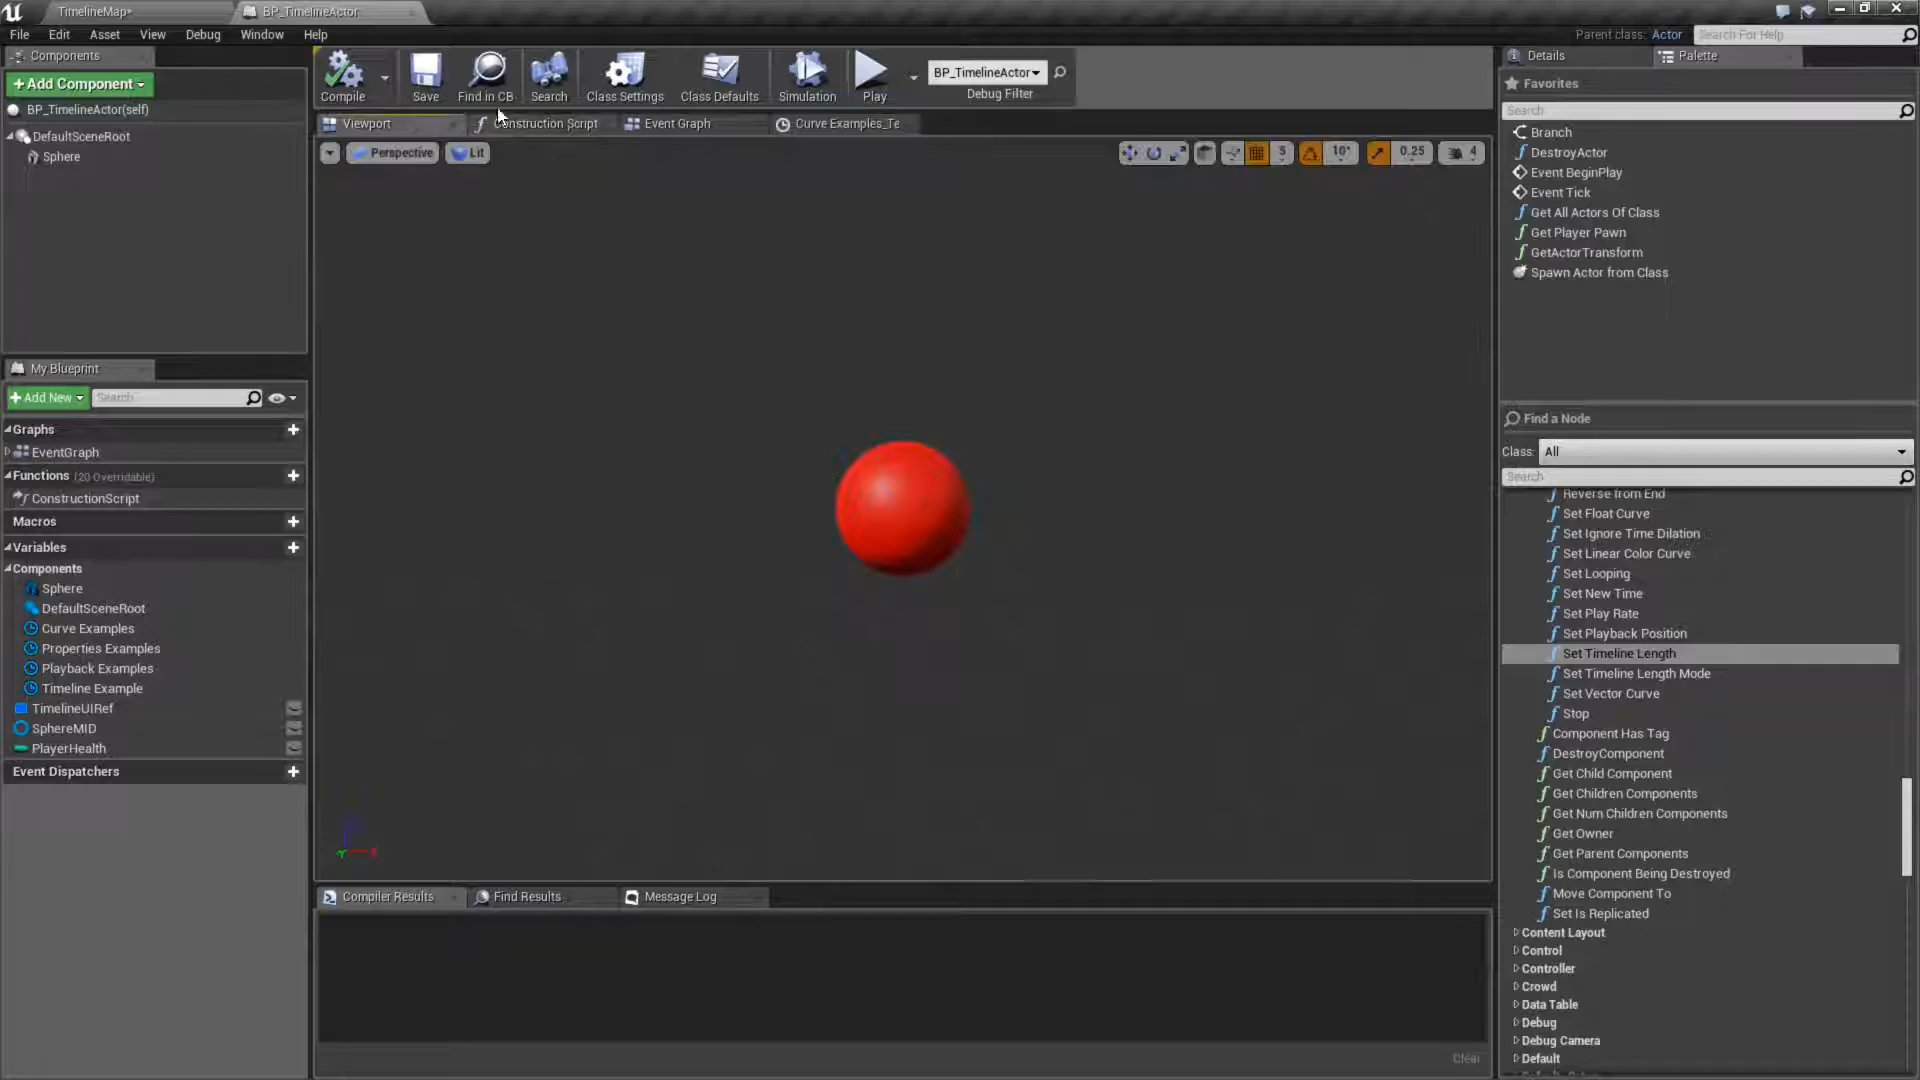 TimelineMap*
BP_TimelineActor
File Edit Asset View Debug Window Help
Parent class: Actor
Search For Help
Components
+ Add Component
BP_TimelineActor(self)
DefaultSceneRoot
Sphere
My Blueprint
+ Add New
Search
Graphs
EventGraph
Functions (20 Overridable)
ConstructionScript
Macros
Variables
Components
Sphere
DefaultSceneRoot
Curve Examples
Properties Examples
Playback Examples
Timeline Example
TimelineUIRef
SphereMID
PlayerHealth
Event Dispatchers
Compile
Save
Find in CB
Search
Class Settings
Class Defaults
Simulation
Play
BP_TimelineActor
Debug Filter
Viewport
Construction Script
Event Graph
Curve Examples_Te
Perspective
Lit
5
10°
0.25
4
Compiler Results
Find Results
Message Log
Clear
Details
Palette
Favorites
Search
Branch
DestroyActor
Event BeginPlay
Event Tick
Get All Actors Of Class
Get Player Pawn
GetActorTransform
Spawn Actor from Class
Find a Node
Class: All
Search
Reverse from End
Set Float Curve
Set Ignore Time Dilation
Set Linear Color Curve
Set Looping
Set New Time
Set Play Rate
Set Playback Position
Set Timeline Length
Set Timeline Length Mode
Set Vector Curve
Stop
Component Has Tag
DestroyComponent
Get Child Component
Get Children Components
Get Num Children Components
Get Owner
Get Parent Components
Is Component Being Destroyed
Move Component To
Set Is Replicated
Content Layout
Control
Controller
Crowd
Data Table
Debug
Debug Camera
Default